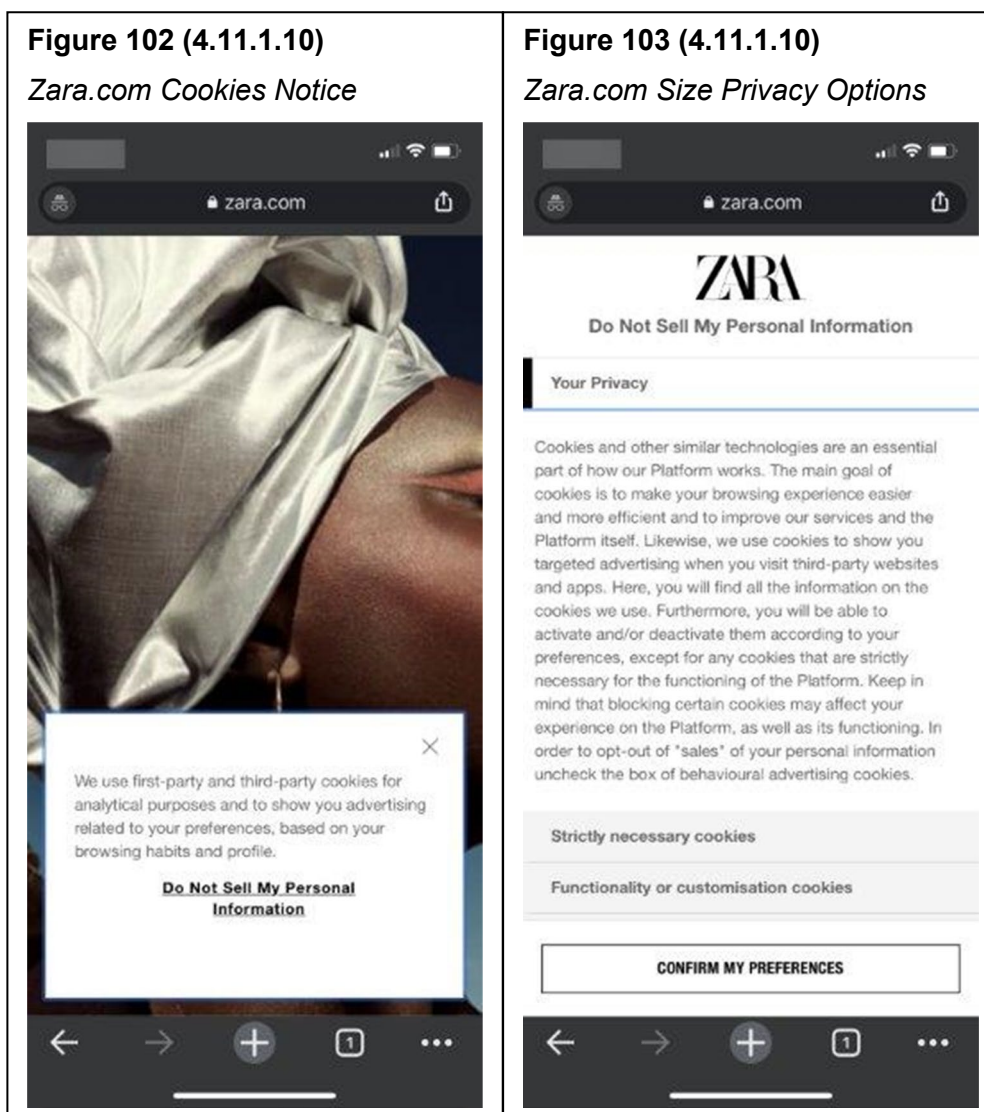 Figure 102 (4.11.1.10)
Zara.com Cookies Notice
zara.com
We use first-party and third-party cookies for
analytical purposes and to show you advertising
related to your preferences, based on your
browsing habits and profile.
Do Not Sell My Personal
Information
1
Figure 103 (4.11.1.10)
Zara.com Size Privacy Options
zara.com
ZARA
Do Not Sell My Personal Information
Your Privacy
Cookies and other similar technologies are an essential
part of how our Platform works. The main goal of
cookies is to make your browsing experience easier
and more efficient and to improve our services and the
Platform itself. Likewise, we use cookies to show you
targeted advertising when you visit third-party websites
and apps. Here, you will find all the information on the
cookies we use. Furthermore, you will be able to
activate and/or deactivate them according to your
preferences, except for any cookies that are strictly
necessary for the functioning of the Platform. Keep in
mind that blocking certain cookies may affect your
experience on the Platform, as well as its functioning. In
order to opt-out of "sales" of your personal information
uncheck the box of behavioural advertising cookies.
Strictly necessary cookies
Functionality or customisation cookies
CONFIRM MY PREFERENCES
1